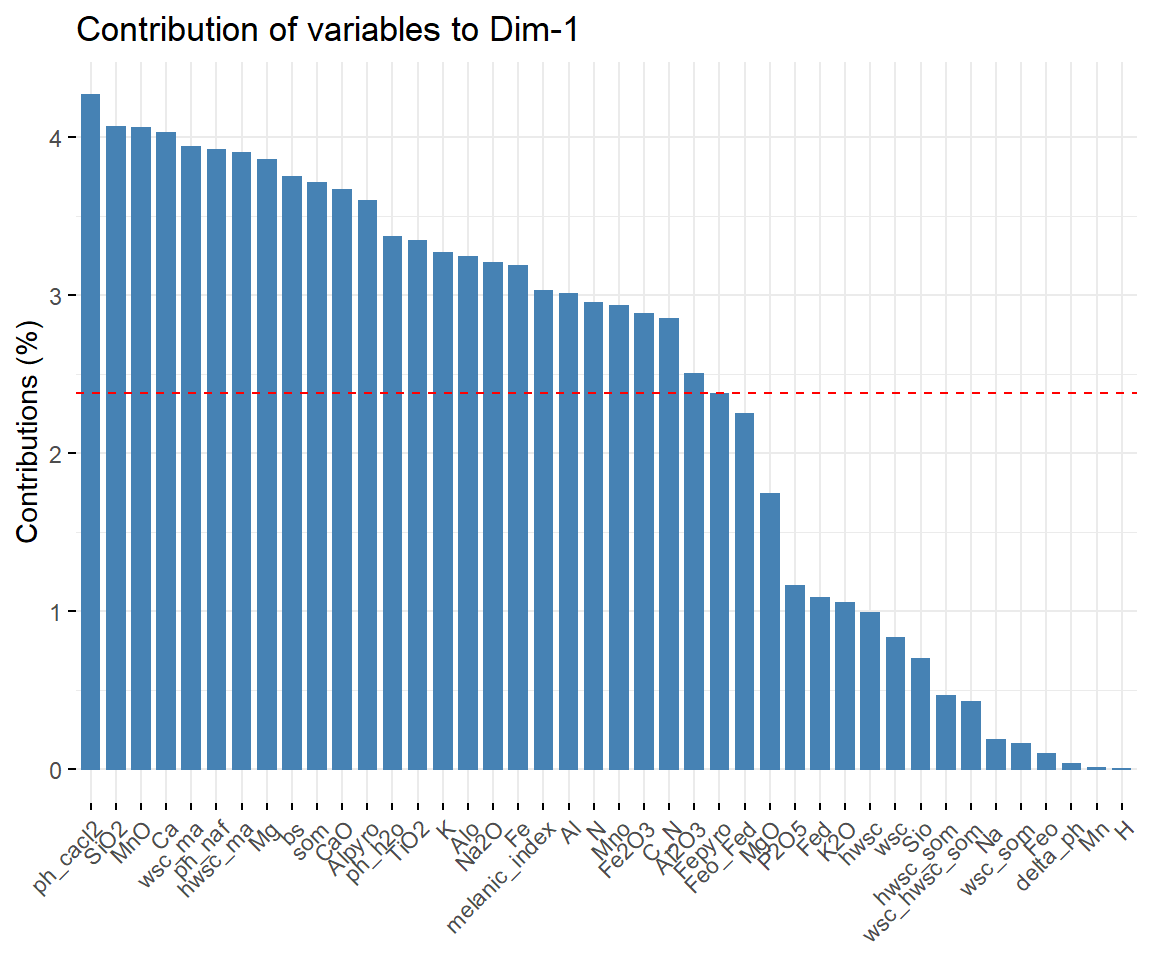 Contribution of variables to Dim-1
Contributions (%)
4
3
2
1
0
ph_cacl2
SiO2
MnO
Ca
wsc_ma
ph_naf
hwsc_ma
Mg
bs
som
CaO
Alpyro
ph_h2o
TiO2
K
Alo
Na2O
Fe
melanic_index
Al
N
Mno
Fe2O3
C_N
Al2O3
Fepyro
Feo_Fed
MgO
P2O5
Fed
K2O
hwsc
wsc
Sio
hwsc_som
wsc_hwsc_som
Na
wsc_som
Feo
delta_ph
Mn
H